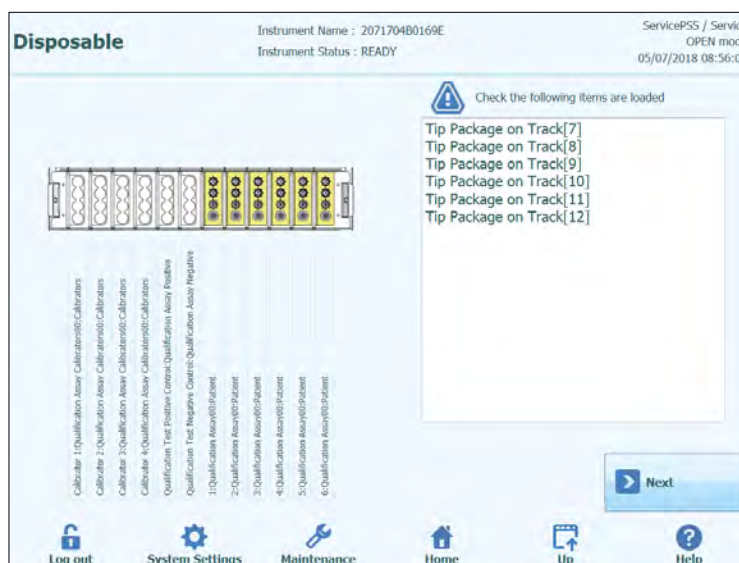 Disposable
Instrument Name : 2071704B0169E
Instrument Status : READY
ServicePSS / Servic
OPEN mod
05/07/2018 08:56:0
Check the following items are loaded
Tip Package on Track[7]
Tip Package on Track[8]
Tip Package on Track[9]
Tip Package on Track[10]
Tip Package on Track[11]
Tip Package on Track[12]
Calibrator 1:Qualification Assay Calibrators00:Calibrators
Calibrator 2:Qualification Assay Calibrators00:Calibrators
Calibrator 3:Qualification Assay Calibrators00:Calibrators
Calibrator 4:Qualification Assay Calibrators00:Calibrators
Qualification Test Positive Control:Qualification Assay Positive
Qualification Test Negative Control:Qualification Assay Negative
1:Qualification Assay00:Patient
2:Qualification Assay00:Patient
3:Qualification Assay00:Patient
4:Qualification Assay00:Patient
5:Qualification Assay00:Patient
6:Qualification Assay00:Patient
Next
Log out
System Settings
Maintenance
Home
Up
Help